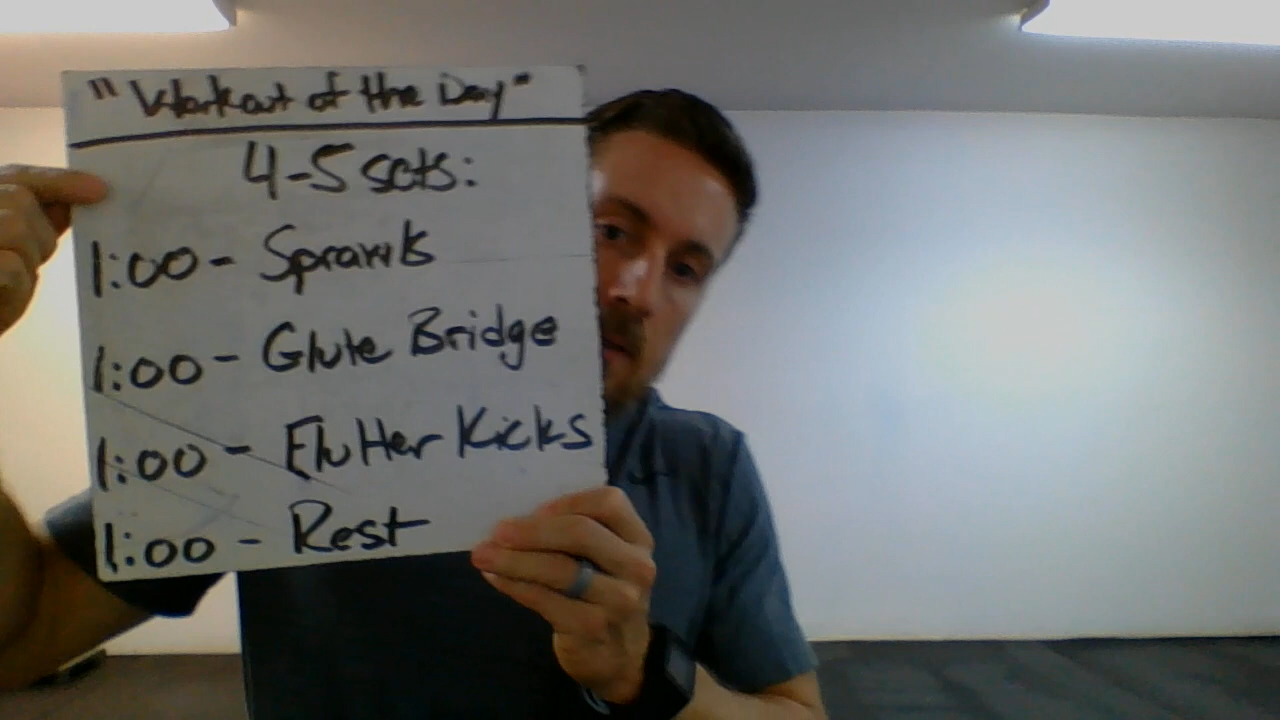 "Workout of the Day"
4-5 sets:
1:00 - Sprawls
1:00 - Glute Bridge
1:00 - Flutter Kicks
1:00 - Rest